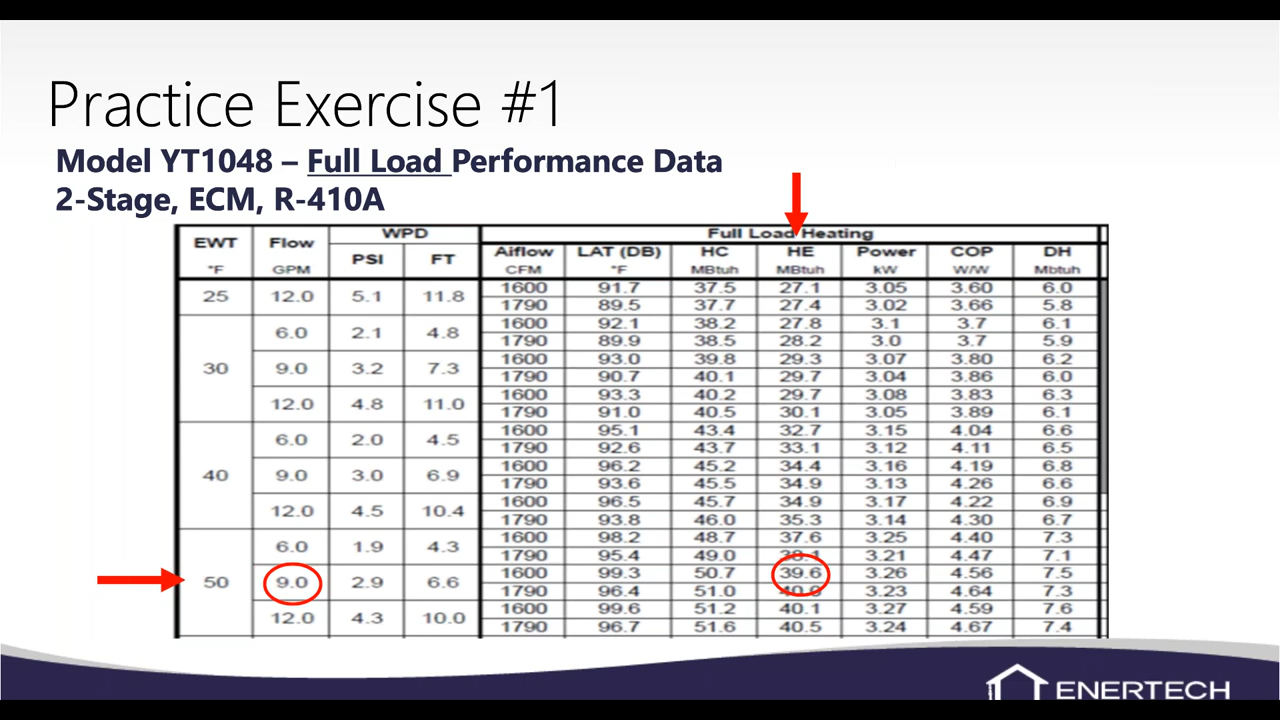 Practice Exercise #1
Model YT1048 – Full Load Performance Data
2-Stage, ECM, R-410A
EWT Flow WPD Full Load Heating
PSI FT Aiflow LAT (DB) HC HE Power COP DH
°F GPM CFM °F MBtuh MBtuh kW W/W Mbtuh
25 12.0 5.1 11.8 1600 91.7 37.5 27.1 3.05 3.60 6.0
1790 89.5 37.7 27.4 3.02 3.66 5.8
30 6.0 2.1 4.8 1600 92.1 38.2 27.8 3.1 3.7 6.1
1790 89.9 38.5 28.2 3.0 3.7 5.9
9.0 3.2 7.3 1600 93.0 39.8 29.3 3.07 3.80 6.2
1790 90.7 40.1 29.7 3.04 3.86 6.0
12.0 4.8 11.0 1600 93.3 40.2 29.7 3.08 3.83 6.3
1790 91.0 40.5 30.1 3.05 3.89 6.1
40 6.0 2.0 4.5 1600 95.1 43.4 32.7 3.15 4.04 6.6
1790 92.6 43.7 33.1 3.12 4.11 6.5
9.0 3.0 6.9 1600 96.2 45.2 34.4 3.16 4.19 6.8
1790 93.6 45.5 34.9 3.13 4.26 6.6
12.0 4.5 10.4 1600 96.5 45.7 34.9 3.17 4.22 6.9
1790 93.8 46.0 35.3 3.14 4.30 6.7
50 6.0 1.9 4.3 1600 98.2 48.7 37.6 3.25 4.40 7.3
1790 95.4 49.0 38.1 3.21 4.47 7.1
9.0 2.9 6.6 1600 99.3 50.7 39.6 3.26 4.56 7.5
1790 96.4 51.0 40.0 3.23 4.64 7.3
12.0 4.3 10.0 1600 99.6 51.2 40.1 3.27 4.59 7.6
1790 96.7 51.6 40.5 3.24 4.67 7.4
ENERTECH